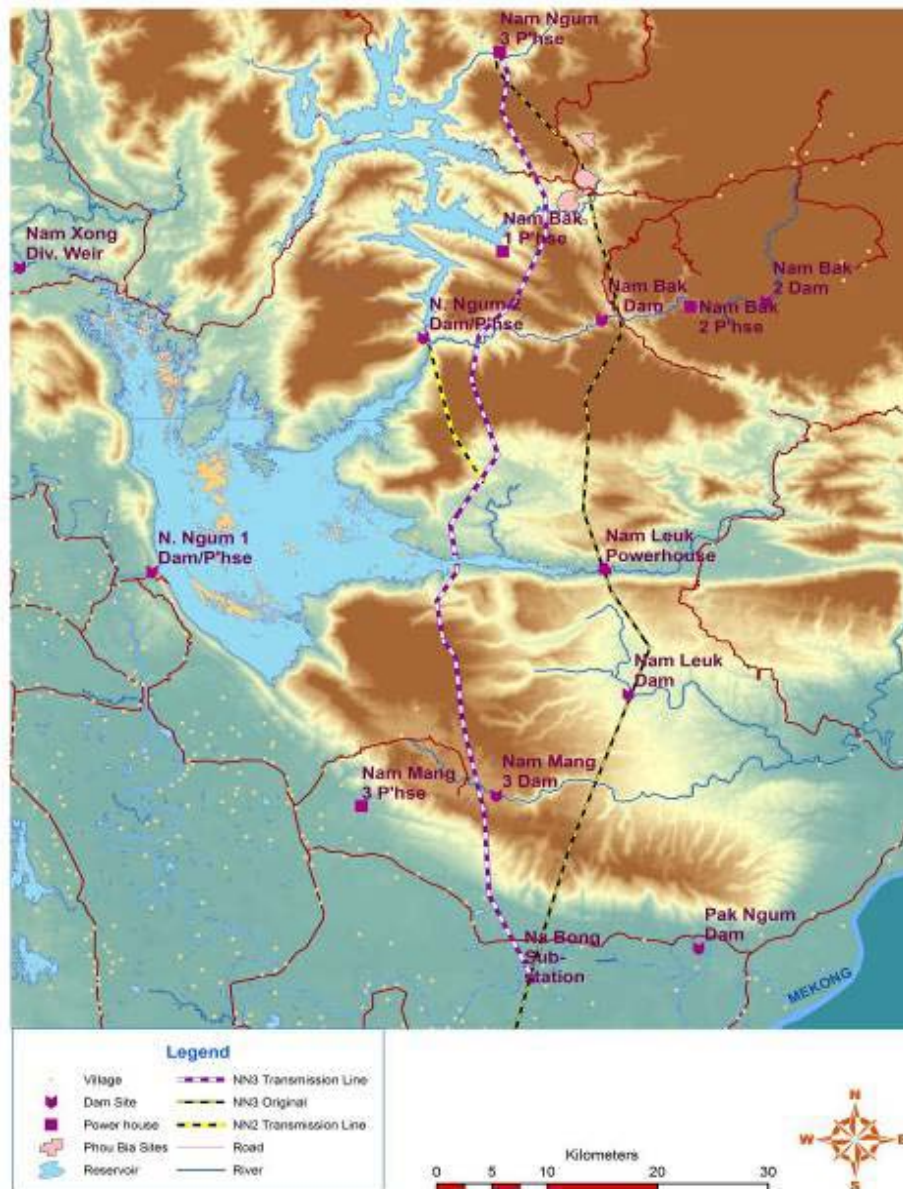 Nam Ngum
3 P'hse
Nam Xong
Div. Weir
Nam Bak
1 P'hse
Nam Bak
2 Dam
Nam Bak
1 Dam
Nam Bak
2 P'hse
N. Ngum 2
Dam/P'hse
N. Ngum 1
Dam/P'hse
Nam Leuk
Powerhouse
Nam Leuk
Dam
Nam Mang
3 P'hse
Nam Mang
3 Dam
Pak Ngum
Dam
Na Bong
Sub-
station
MEKONG
Legend
Village
Dam Site
Power house
Phou Bia Sites
Reservoir
NN3 Transmission Line
NN3 Original
NN2 Transmission Line
Road
River
Kilometers
0 5 10 20 30
N
W E
S